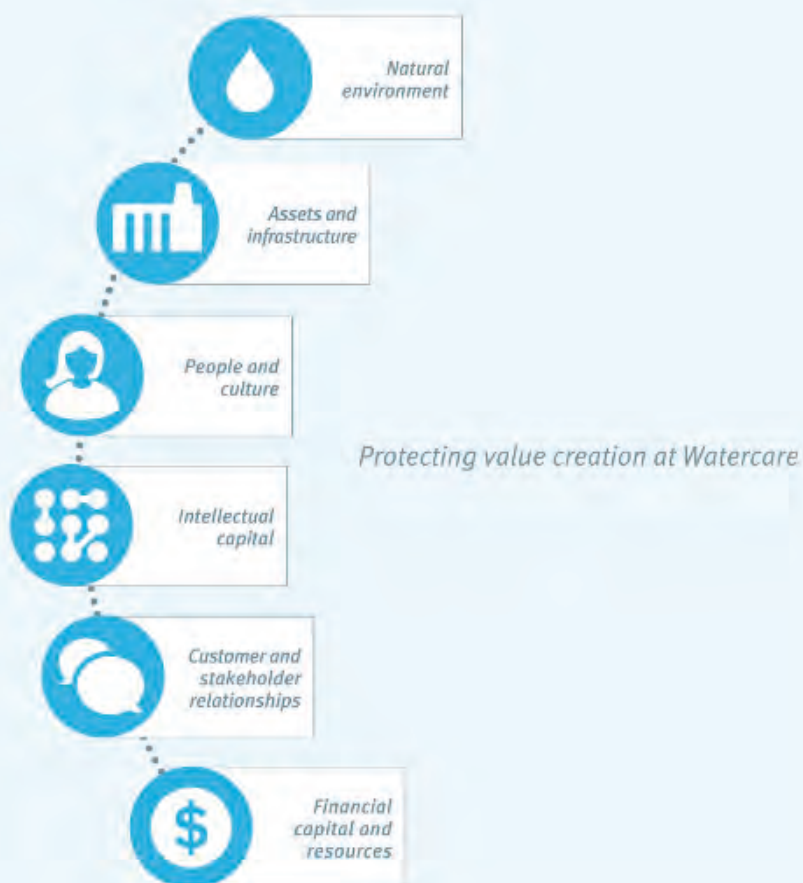 Natural
environment
Assets and
infrastructure
People and
culture
Protecting value creation at Watercare
Intellectual
capital
Customer and
stakeholder
relationships
$
Financial
capital and
resources